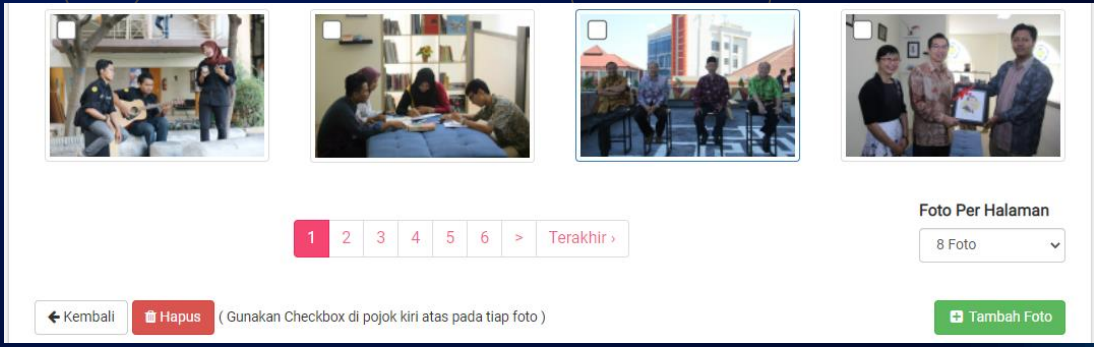 Foto Per Halaman
1 2 3 4 5 6 > Terakhir ›
8 Foto
Kembali Hapus ( Gunakan Checkbox di pojok kiri atas pada tiap foto ) Tambah Foto